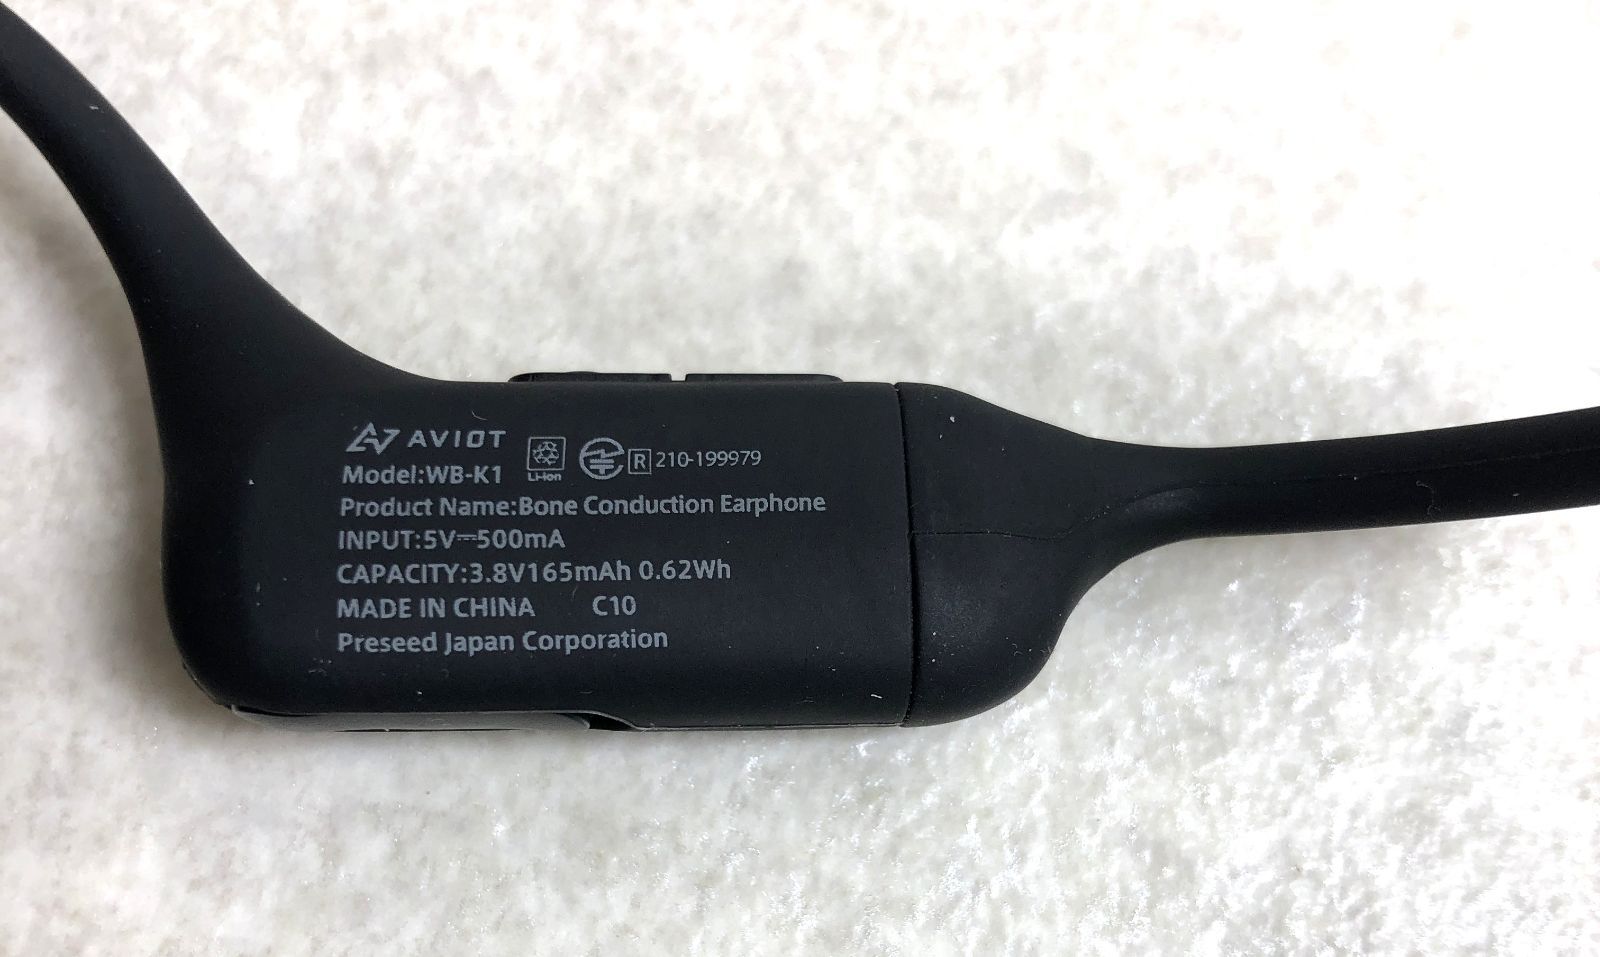 AVIOT
Li-ion
R 210-199979
Model:WB-K1
Product Name:Bone Conduction Earphone
INPUT:5V⎓500mA
CAPACITY:3.8V165mAh 0.62Wh
MADE IN CHINA C10
Preseed Japan Corporation